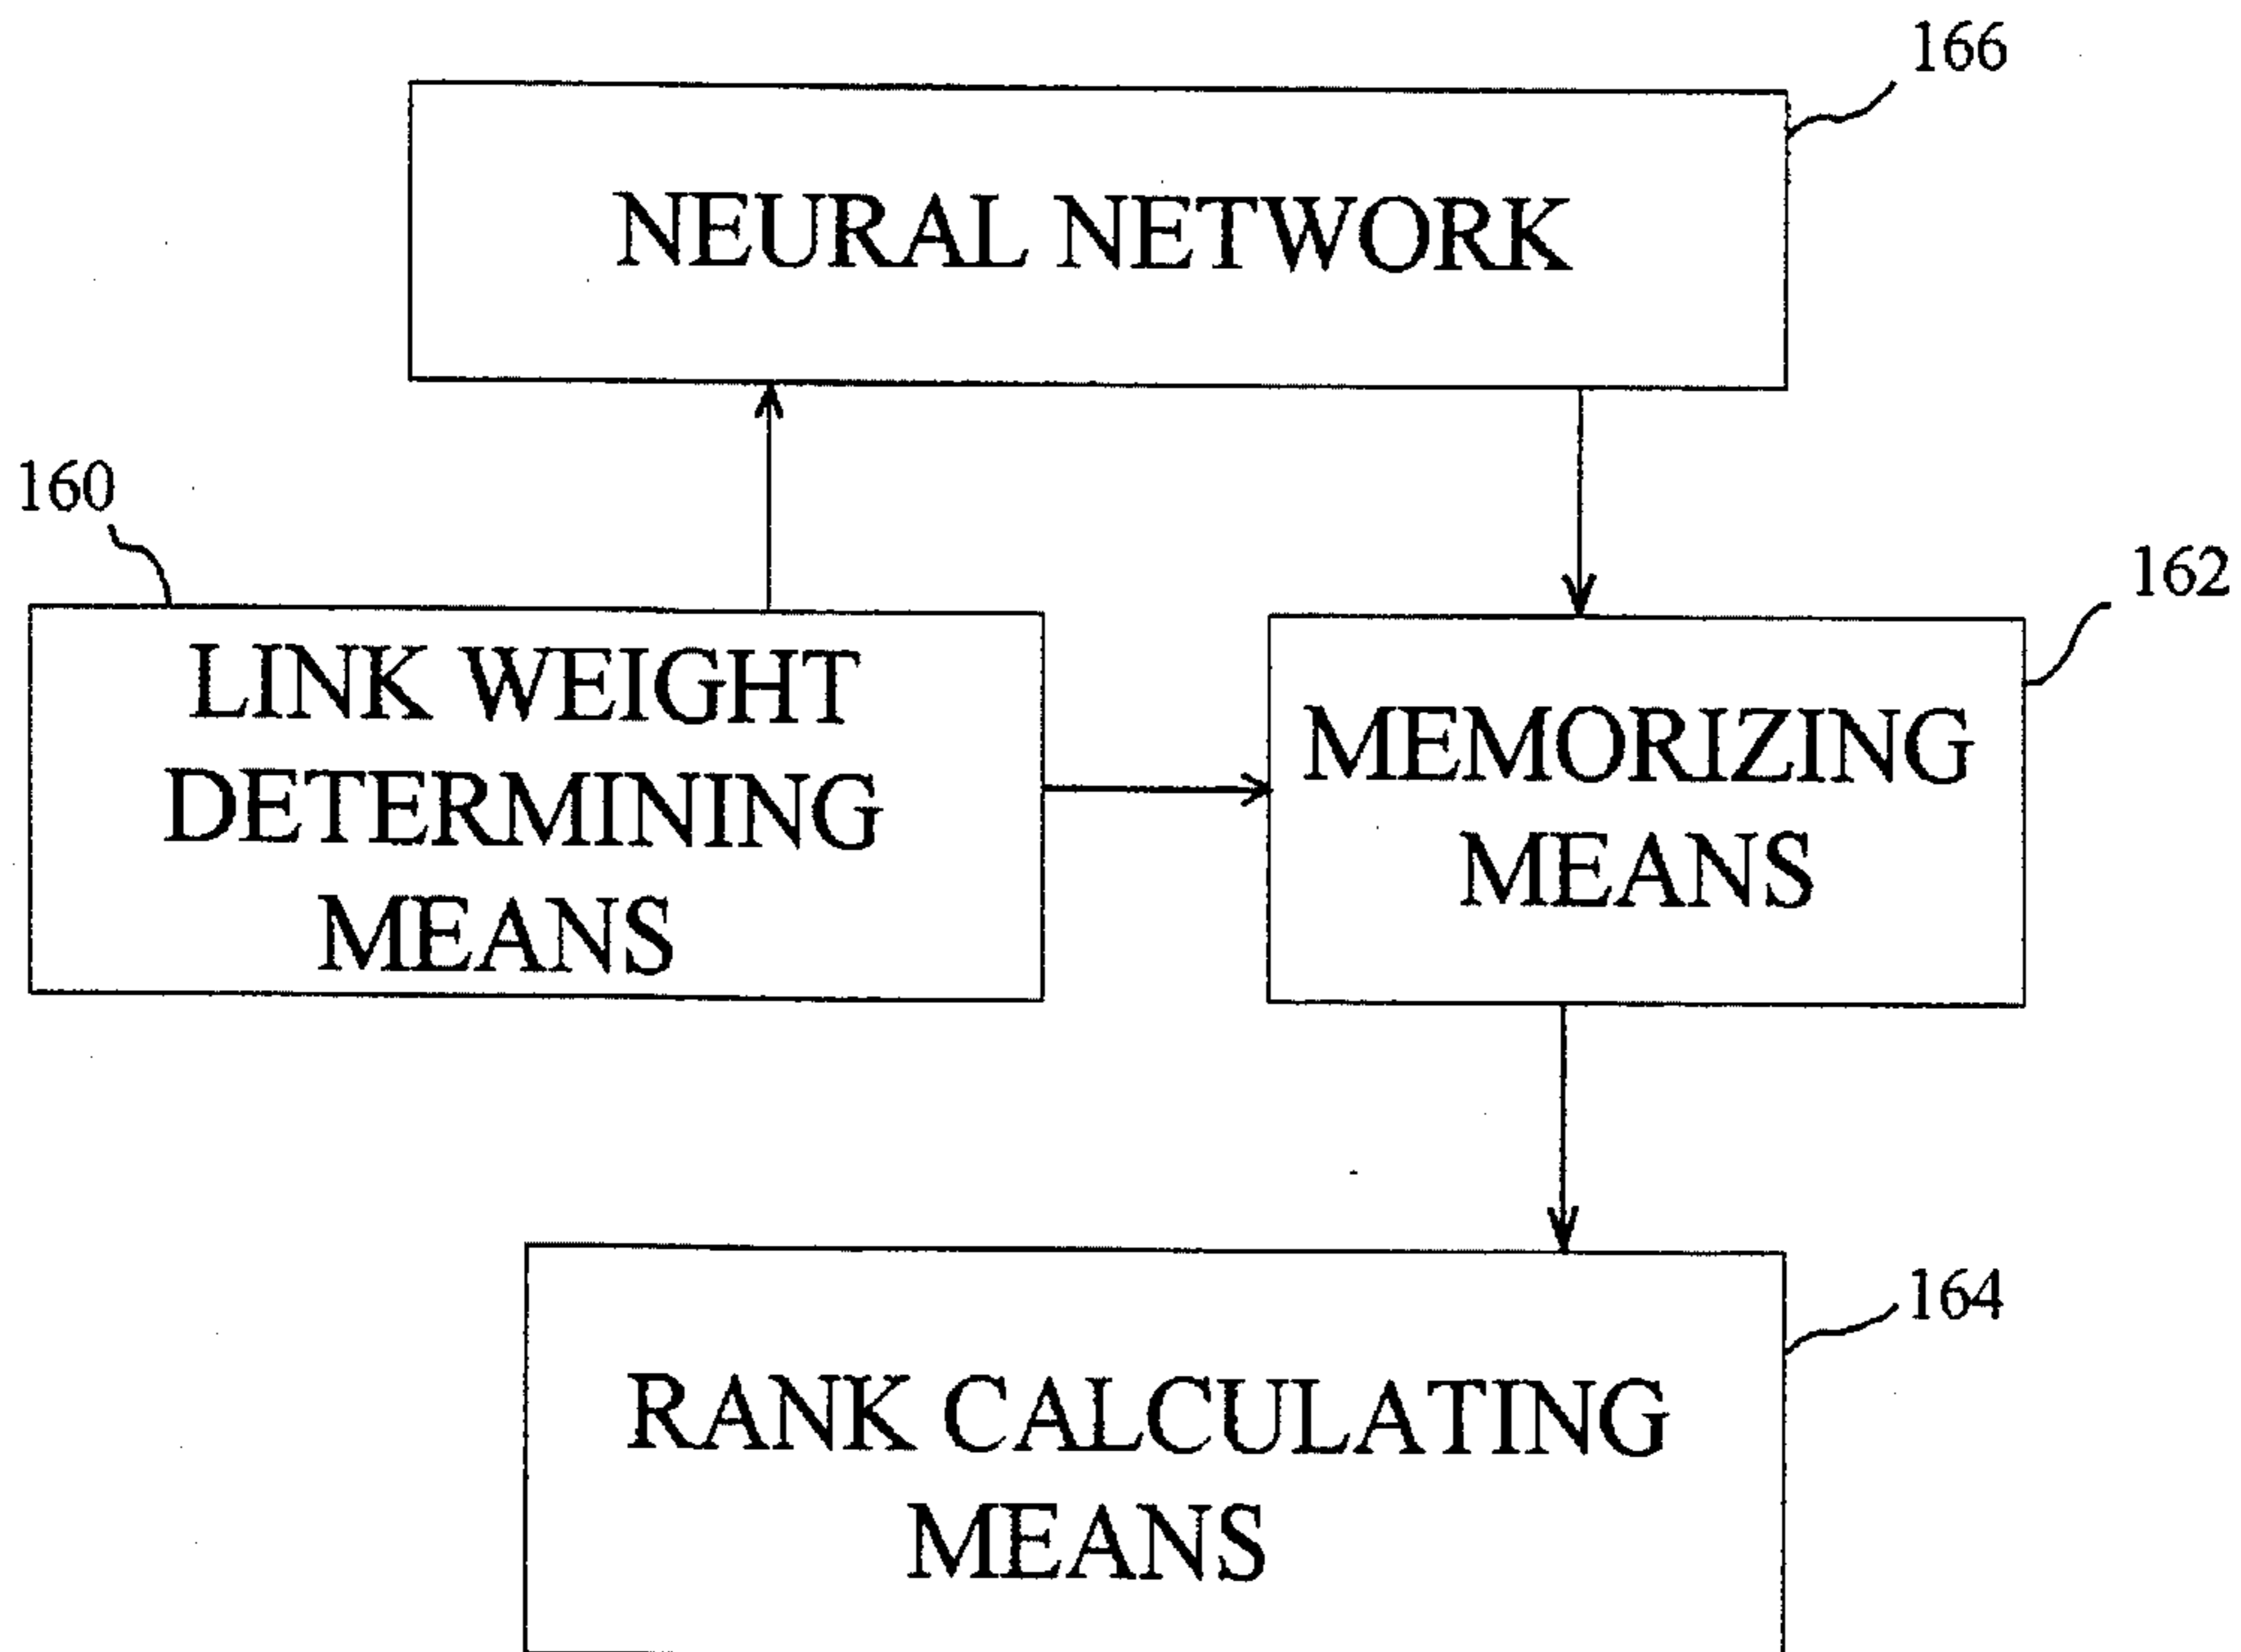 166
NEURAL NETWORK
160
162
LINK WEIGHT
DETERMINING
MEANS
MEMORIZING
MEANS
164
RANK CALCULATING
MEANS